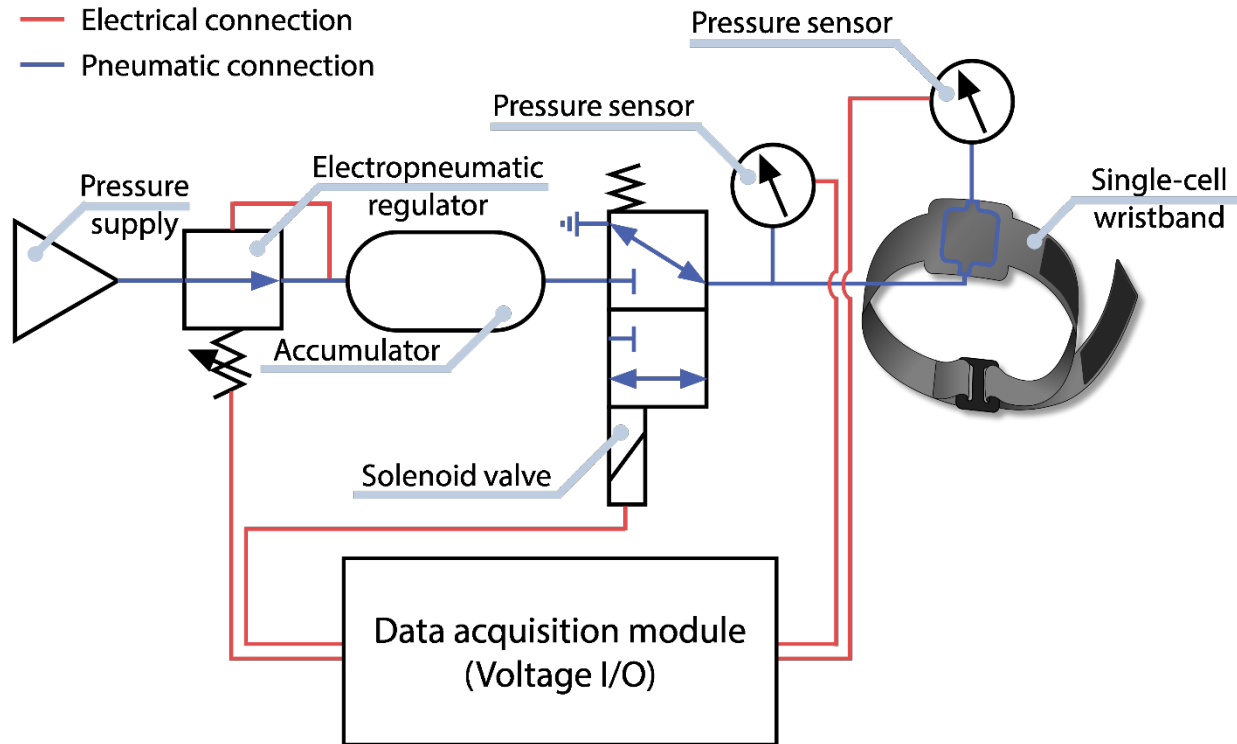 Electrical connection
Pneumatic connection
Pressure sensor
Pressure sensor
Electropneumatic
regulator
Pressure
supply
Single-cell
wristband
Accumulator
Solenoid valve
Data acquisition module
(Voltage I/O)